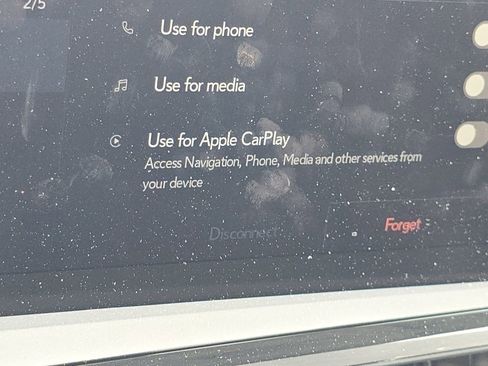 2/5
Use for phone
Use for media
Use for Apple CarPlay
Access Navigation, Phone, Media and other services from
your device
Disconnect
Forget